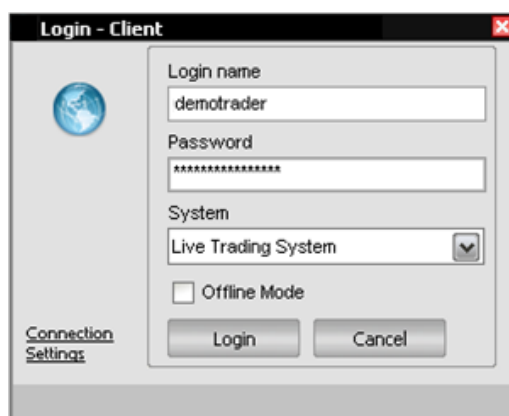 Login - Client
Login name
demotrader
Password
****************
System
Live Trading System
Offline Mode
Connection
Settings
Login
Cancel